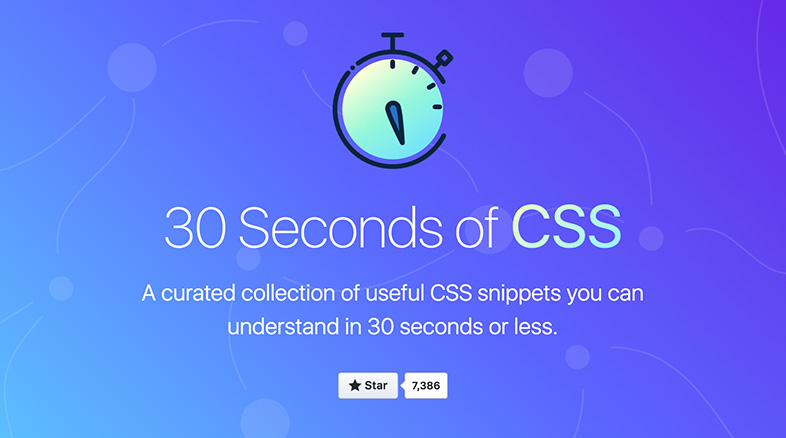 30 Seconds of CSS
A curated collection of useful CSS snippets you can
understand in 30 seconds or less.
Star 7,386